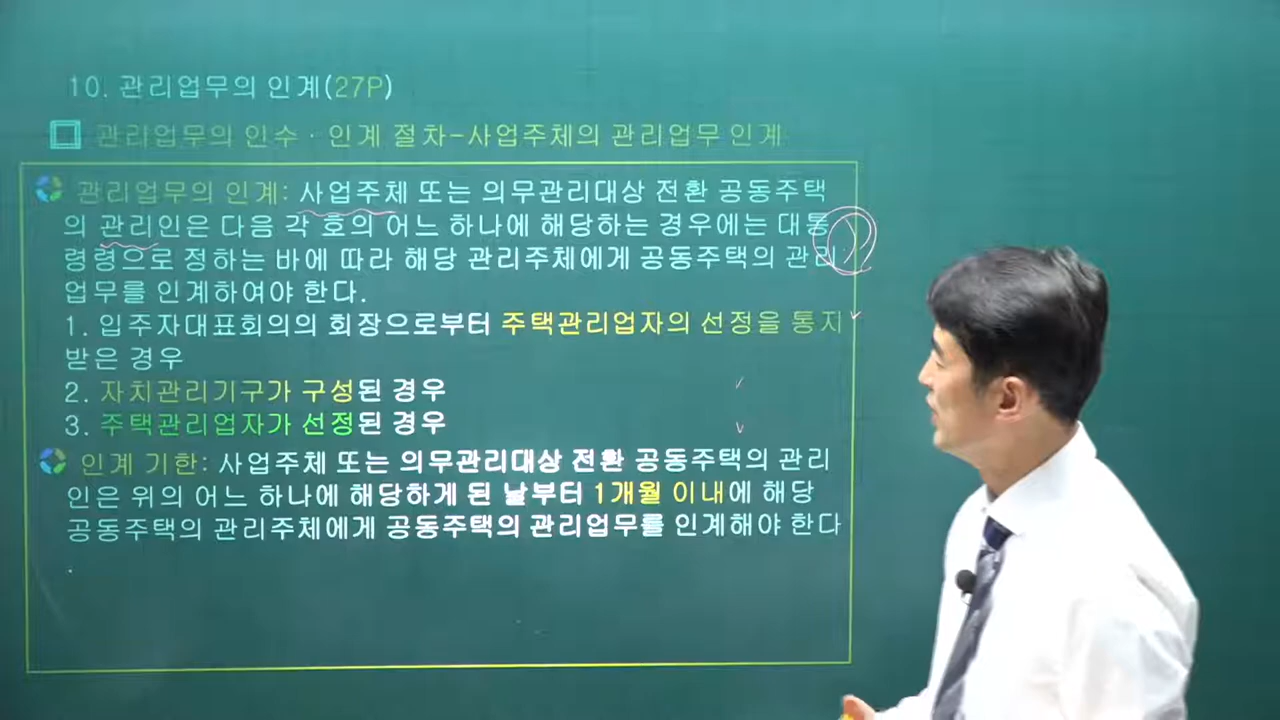 10. 관리업무의 인계(27P)
관리업무의 인수·인계 절차-사업주체의 관리업무 인계
관리업무의 인계: 사업주체 또는 의무관리대상 전환 공동주택
의 관리인은 다음 각 호의 어느 하나에 해당하는 경우에는 대통
령령으로 정하는 바에 따라 해당 관리주체에게 공동주택의 관리
업무를 인계하여야 한다.
1. 입주자대표회의의 회장으로부터 주택관리업자의 선정을 통지
받은 경우
2. 자치관리기구가 구성된 경우
3. 주택관리업자가 선정된 경우
인계 기한: 사업주체 또는 의무관리대상 전환 공동주택의 관리
인은 위의 어느 하나에 해당하게 된 날부터 1개월 이내에 해당
공동주택의 관리주체에게 공동주택의 관리업무를 인계해야 한다
.